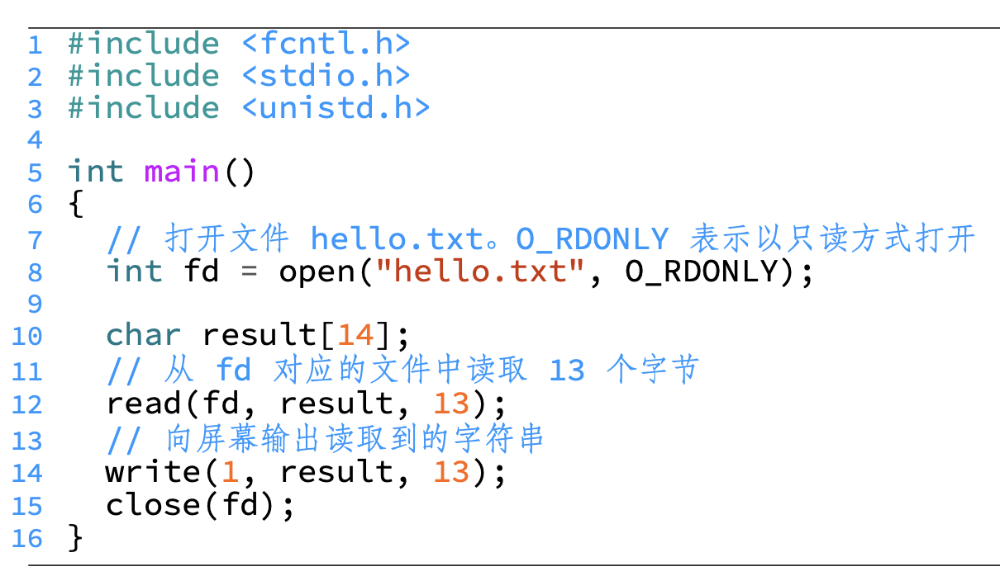 1 #include <fcntl.h>
2 #include <stdio.h>
3 #include <unistd.h>
4
5 int main()
6 {
7   // 打开文件 hello.txt。O_RDONLY 表示以只读方式打开
8   int fd = open("hello.txt", O_RDONLY);
9
10   char result[14];
11   // 从 fd 对应的文件中读取 13 个字节
12   read(fd, result, 13);
13   // 向屏幕输出读取到的字符串
14   write(1, result, 13);
15   close(fd);
16 }